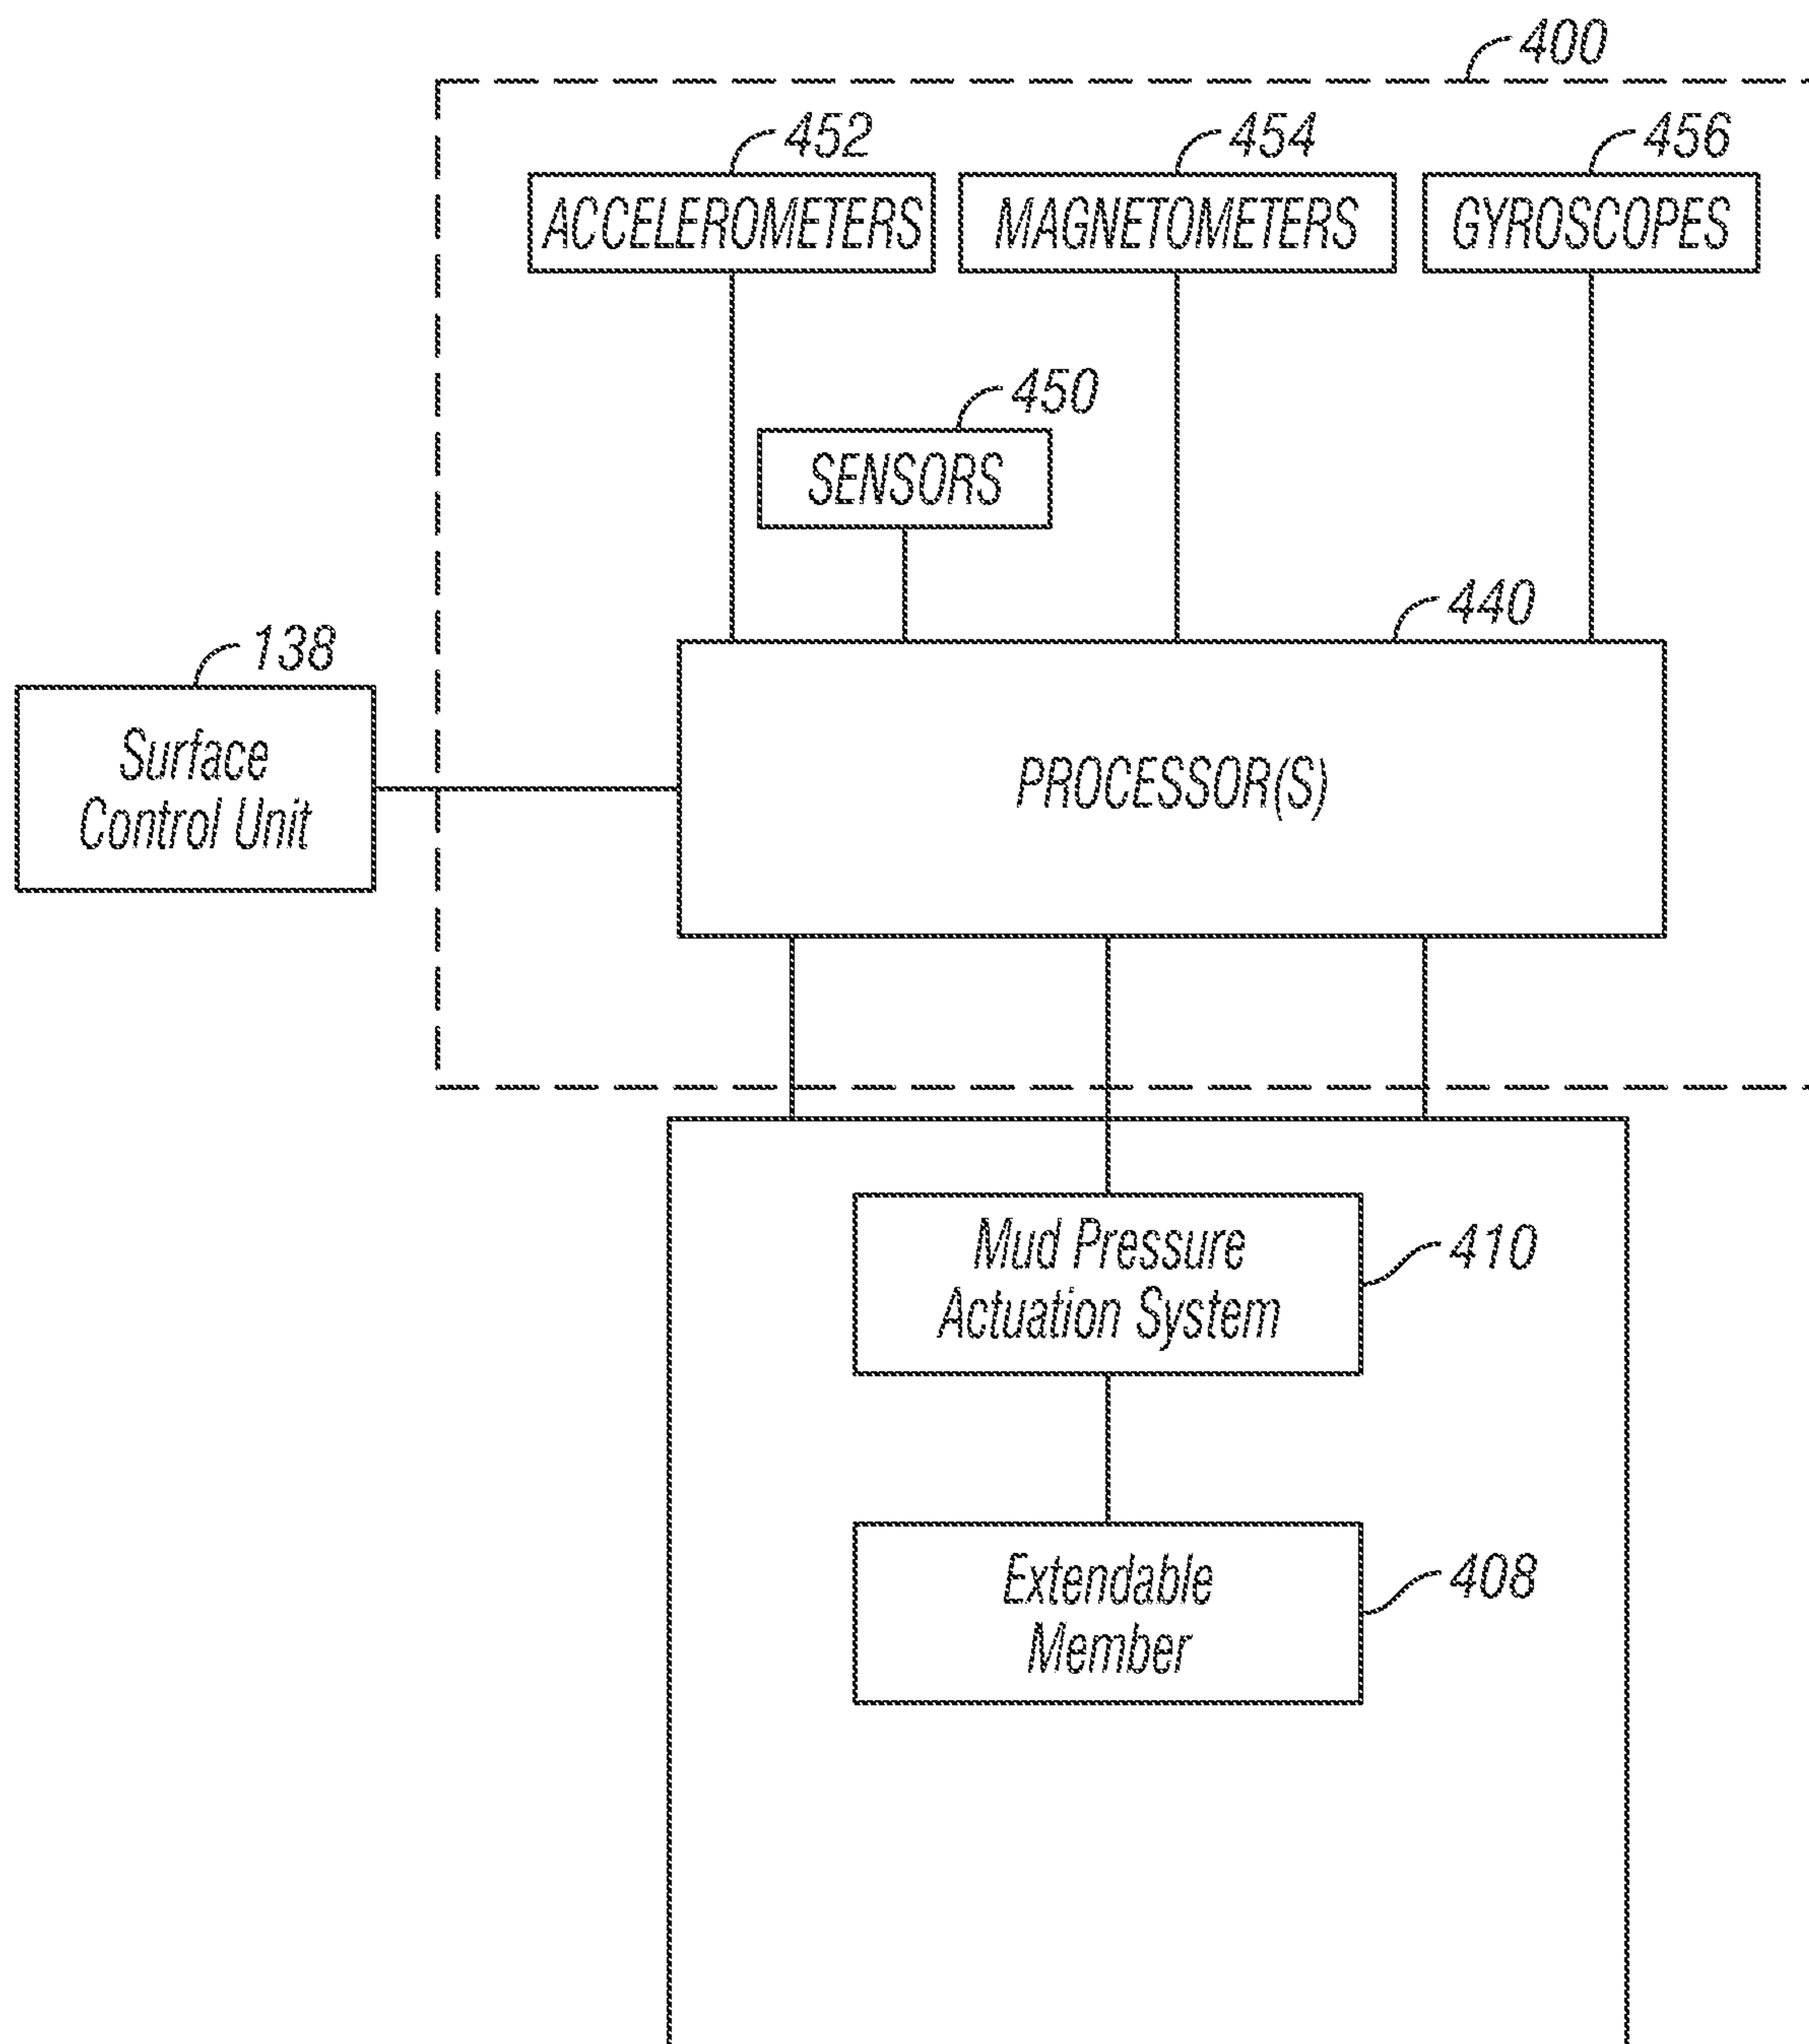 400
452
454
456
ACCELEROMETERS
MAGNETOMETERS
GYROSCOPES
450
SENSORS
440
138
Surface
Control Unit
PROCESSOR(S)
Mud Pressure
Actuation System
410
Extendable
Member
408